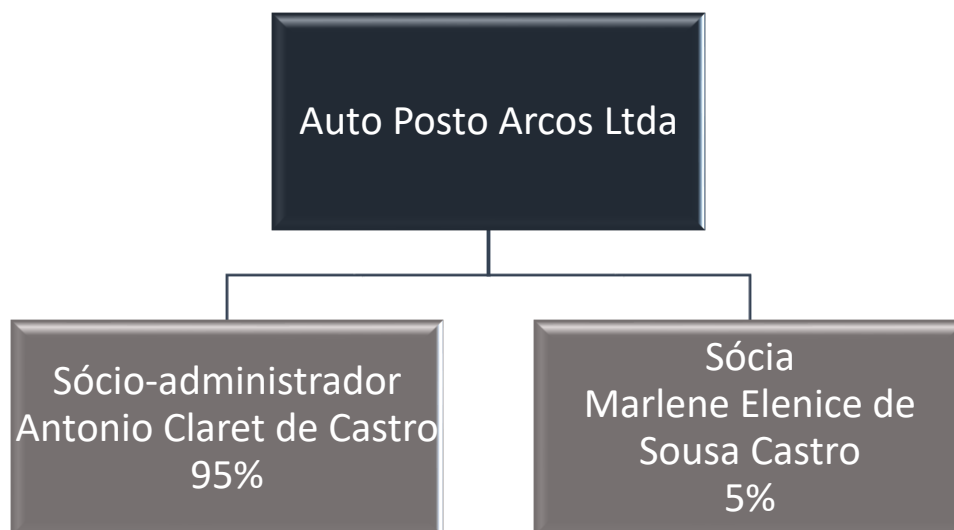 Auto Posto Arcos Ltda
Sócio-administrador
Antonio Claret de Castro
95%
Sócia
Marlene Elenice de
Sousa Castro
5%